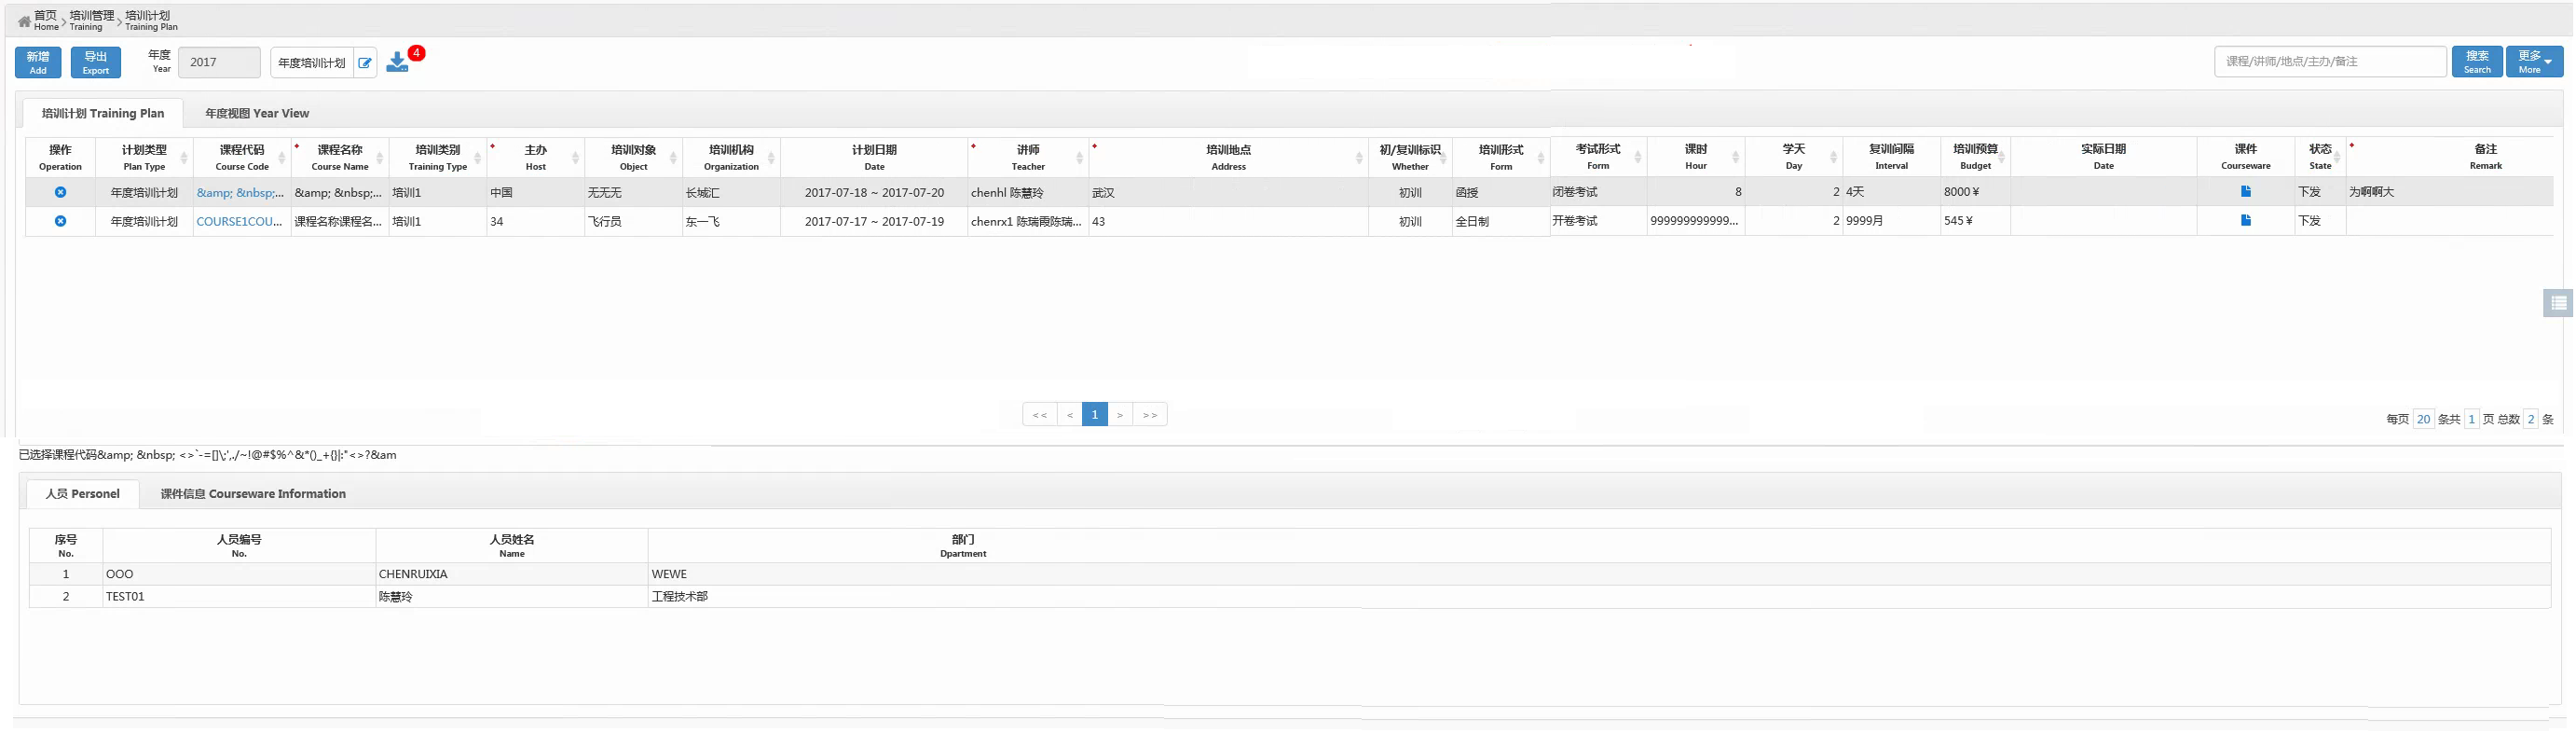 首页 培训管理 培训计划
Home Training Training Plan
新增 导出 年度 2017 年度培训计划 4 课程/讲师/地点/主办/备注 搜索 更多
Add Export Year Search More
培训计划 Training Plan 年度视图 Year View
操作 计划类型 课程代码 课程名称 培训类别 主办 培训对象 培训机构 计划日期 讲师 培训地点 初/复训标识 培训形式 考试形式 课时 学天 复训间隔 培训预算 实际日期 课件 状态 备注
Operation Plan Type Course Code Course Name Training Type Host Object Organization Date Teacher Address Whether Form Form Hour Day Interval Budget Date Courseware State Remark
年度培训计划 &amp; &nbsp;... &amp; &nbsp;... 培训1 中国 无无无 长城汇 2017-07-18 ~ 2017-07-20 chenhl 陈慧玲 武汉 初训 函授 闭卷考试 8 2 4天 8000 ¥ 下发 为啊啊大
年度培训计划 COURSE1COU... 课程名称课程名... 培训1 34 飞行员 东一飞 2017-07-17 ~ 2017-07-19 chenrx1 陈瑞霞陈瑞... 43 初训 全日制 开卷考试 9999999999999... 2 9999月 545 ¥ 下发
<< < 1 > >>
每页 20 条共 1 页 总数 2 条
已选择课程代码&amp; &nbsp; <>`-=[]\;',./~!@#$%^&*()_+{}|:"<>?&am
人员 Personel 课件信息 Courseware Information
序号 人员编号 人员姓名 部门
No. No. Name Dpartment
1 OOO CHENRUIXIA WEWE
2 TEST01 陈慧玲 工程技术部